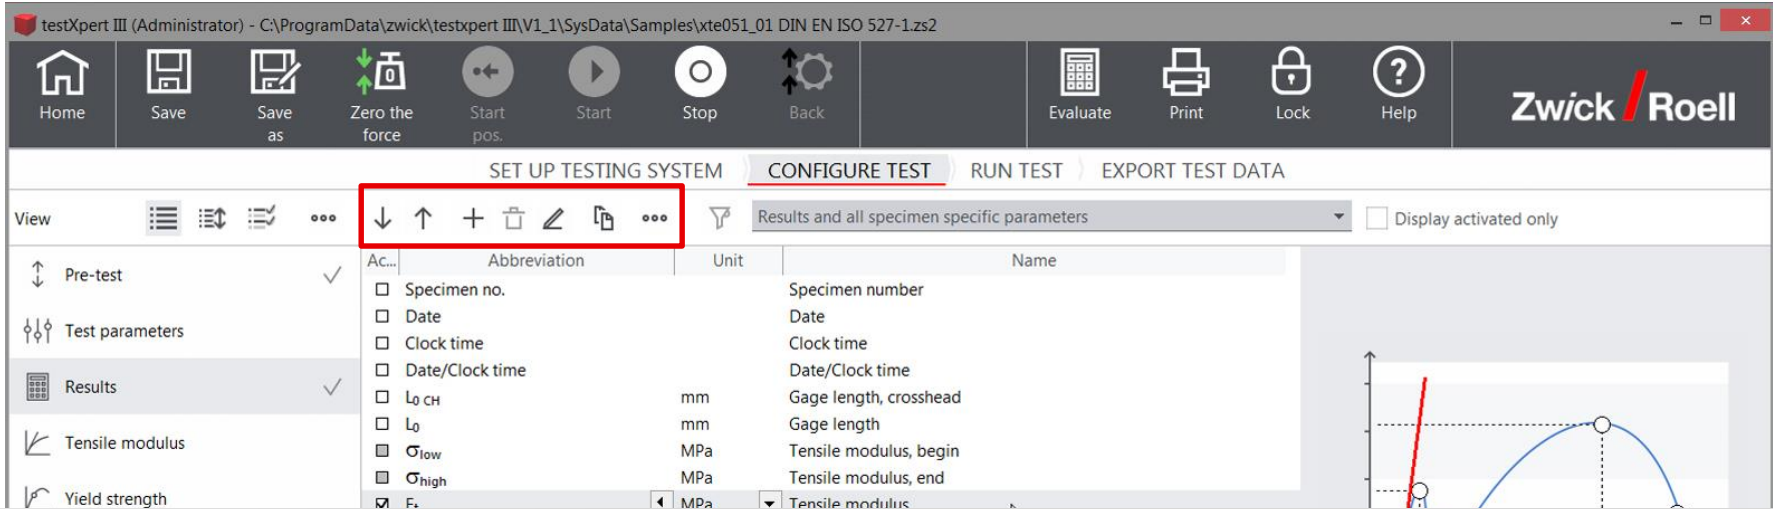 testXpert III (Administrator) - C:\ProgramData\zwick\testxpert III\V1_1\SysData\Samples\xte051_01 DIN EN ISO 527-1.zs2
Home
Save
Save as
Zero the force
Start pos.
Start
Stop
Back
Evaluate
Print
Lock
Help
Zwick / Roell
SET UP TESTING SYSTEM
CONFIGURE TEST
RUN TEST
EXPORT TEST DATA
View
Results and all specimen specific parameters
Display activated only
Pre-test
Test parameters
Results
Tensile modulus
Yield strength
Ac... Abbreviation Unit Name
Specimen no. Specimen number
Date Date
Clock time Clock time
Date/Clock time Date/Clock time
L0 CH mm Gage length, crosshead
L0 mm Gage length
σlow MPa Tensile modulus, begin
σhigh MPa Tensile modulus, end
Et MPa Tensile modulus